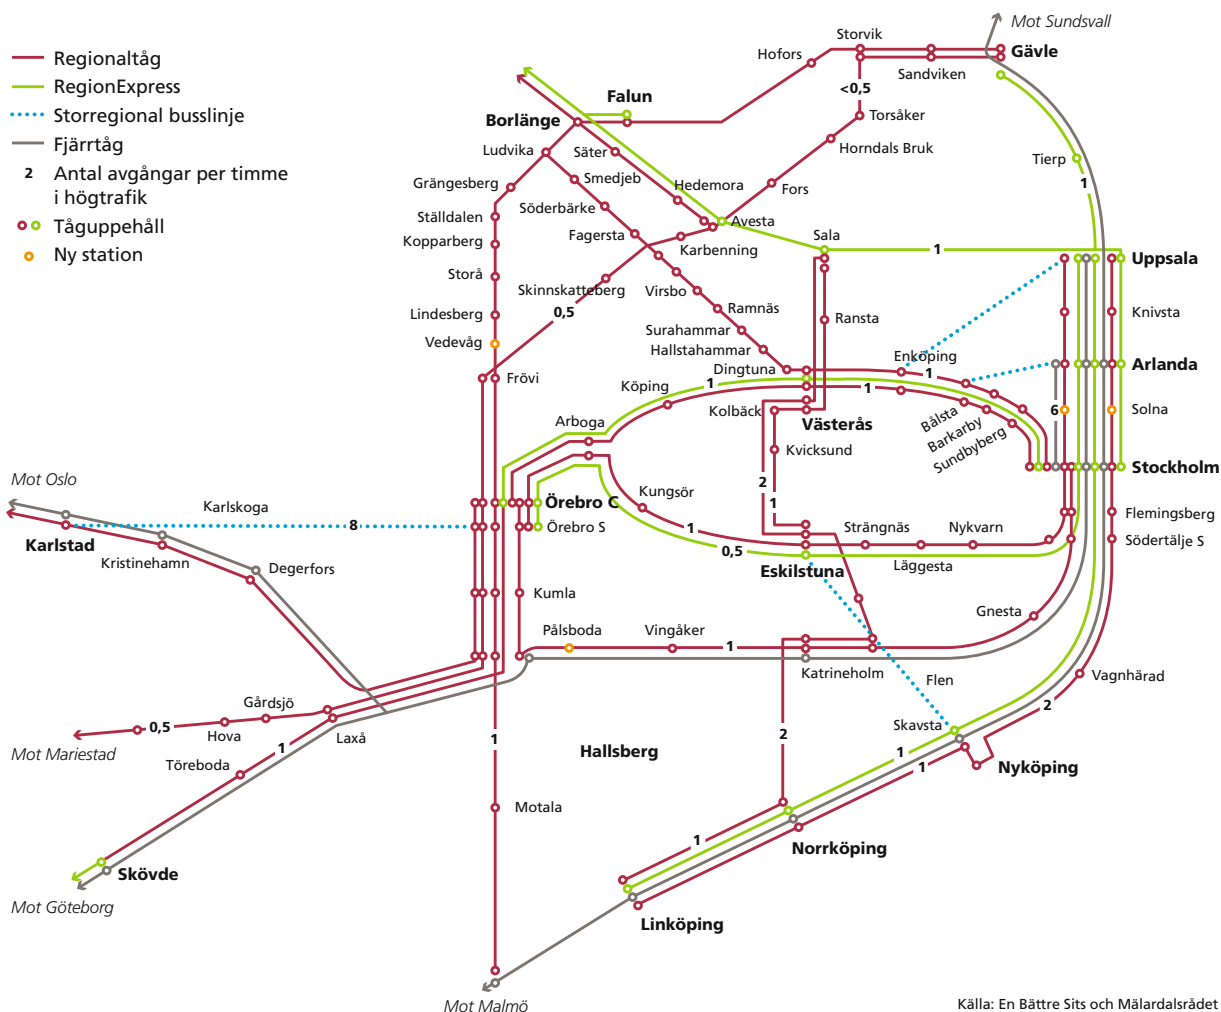 Mot Sundsvall
Regionaltåg
RegionExpress
Storregional busslinje
Fjärrtåg
2 Antal avgångar per timme
i högtrafik
Tåguppehåll
Ny station
Storvik
Hofors
Gävle
Sandviken
<0,5
Falun
Borlänge
Torsåker
Ludvika
Säter
Horndals Bruk
Tierp
Grängesberg
Smedjeb
Hedemora
Fors
1
Ställdalen
Söderbärke
Avesta
Kopparberg
Fagersta
Karbenning
Sala
1
Uppsala
Storå
Skinnskatteberg
Virsbo
0,5
Lindesberg
Ramnäs
Ransta
Knivsta
Vedevåg
Surahammar
Hallstahammar
Enköping
Dingtuna
1
Arlanda
Frövi
Köping
1
1
Kolbäck
Västerås
Bålsta
Barkarby
Sundbyberg
6
Solna
Arboga
Kvicksund
Stockholm
Mot Oslo
2
1
Karlskoga
Örebro C
Kungsör
Flemingsberg
8
Örebro S
1
Strängnäs
Nykvarn
Karlstad
Södertälje S
Kristinehamn
0,5
Läggesta
Degerfors
Eskilstuna
Kumla
Gnesta
Pålsboda
Vingåker
1
Katrineholm
Flen
Vagnhärad
Gårdsjö
2
0,5
Hova
Laxå
Skavsta
Mot Mariestad
1
1
2
1
Hallsberg
1
Töreboda
Nyköping
Motala
1
Norrköping
Skövde
Mot Göteborg
Linköping
Mot Malmö
Källa: En Bättre Sits och Mälardalsrådet